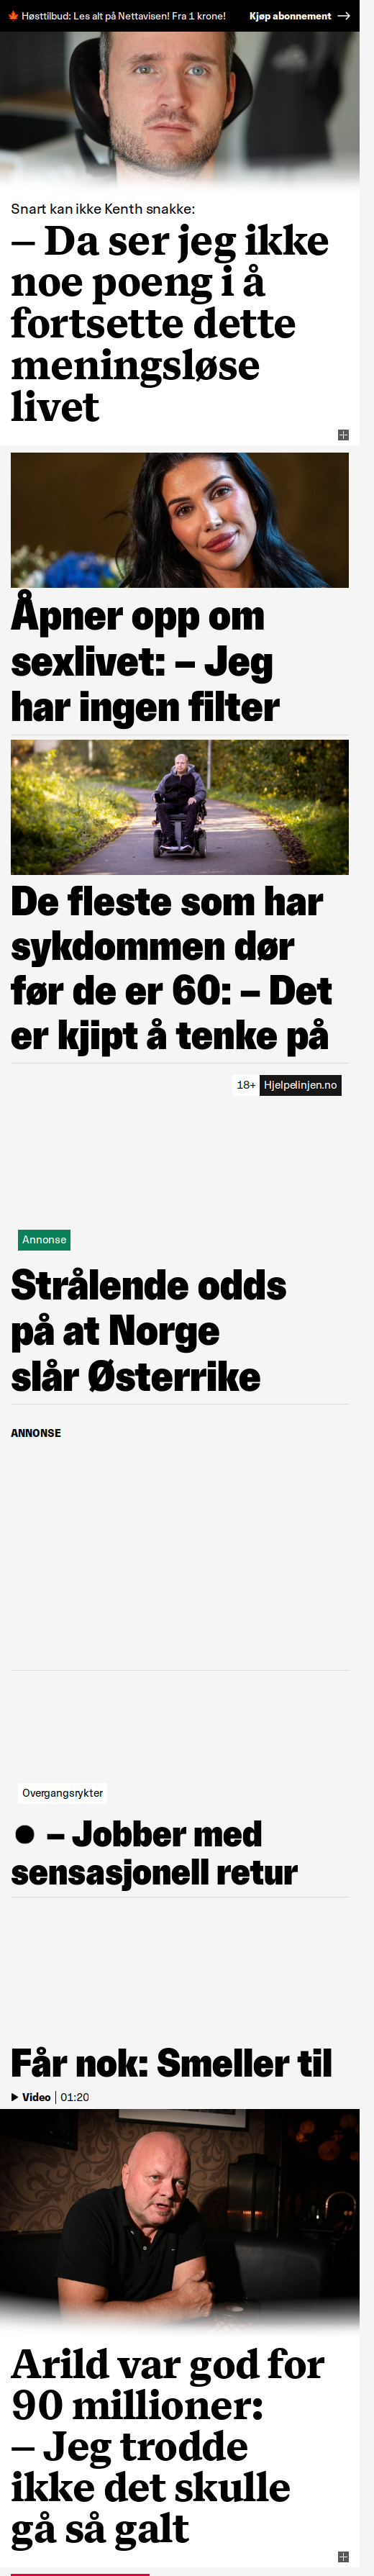 🍁 Høsttilbud: Les alt på Nettavisen! Fra 1 krone! Kjøp abonnement →
Snart kan ikke Kenth snakke:
– Da ser jeg ikke
noe poeng i å
fortsette dette
meningsløse
livet
Åpner opp om
sexlivet: – Jeg
har ingen filter
De fleste som har
sykdommen dør
før de er 60: – Det
er kjipt å tenke på
18+ Hjelpelinjen.no
Annonse
Strålende odds
på at Norge
slår Østerrike
ANNONSE
Overgangsrykter
● – Jobber med
sensasjonell retur
Får nok: Smeller til
Video | 01:20
Arild var god for
90 millioner:
– Jeg trodde
ikke det skulle
gå så galt